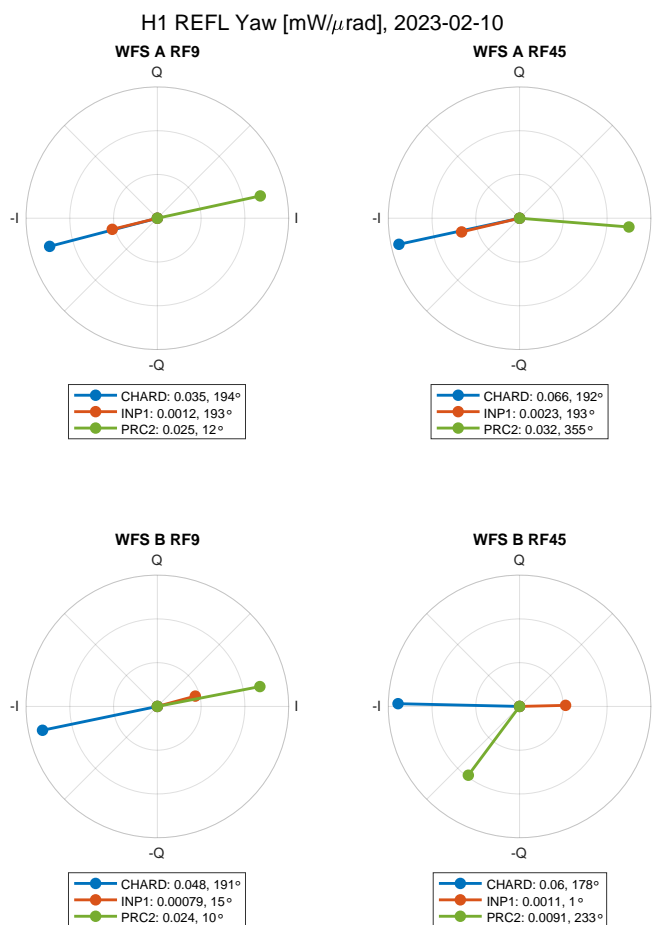 H1 REFL Yaw [mW/μrad], 2023-02-10
WFS A RF9
Q
-I
I
-Q
CHARD: 0.035, 194°
INP1: 0.0012, 193°
PRC2: 0.025, 12°
WFS A RF45
Q
-I
-Q
CHARD: 0.066, 192°
INP1: 0.0023, 193°
PRC2: 0.032, 355°
WFS B RF9
Q
-I
I
-Q
CHARD: 0.048, 191°
INP1: 0.00079, 15°
PRC2: 0.024, 10°
WFS B RF45
Q
-I
-Q
CHARD: 0.06, 178°
INP1: 0.0011, 1°
PRC2: 0.0091, 233°